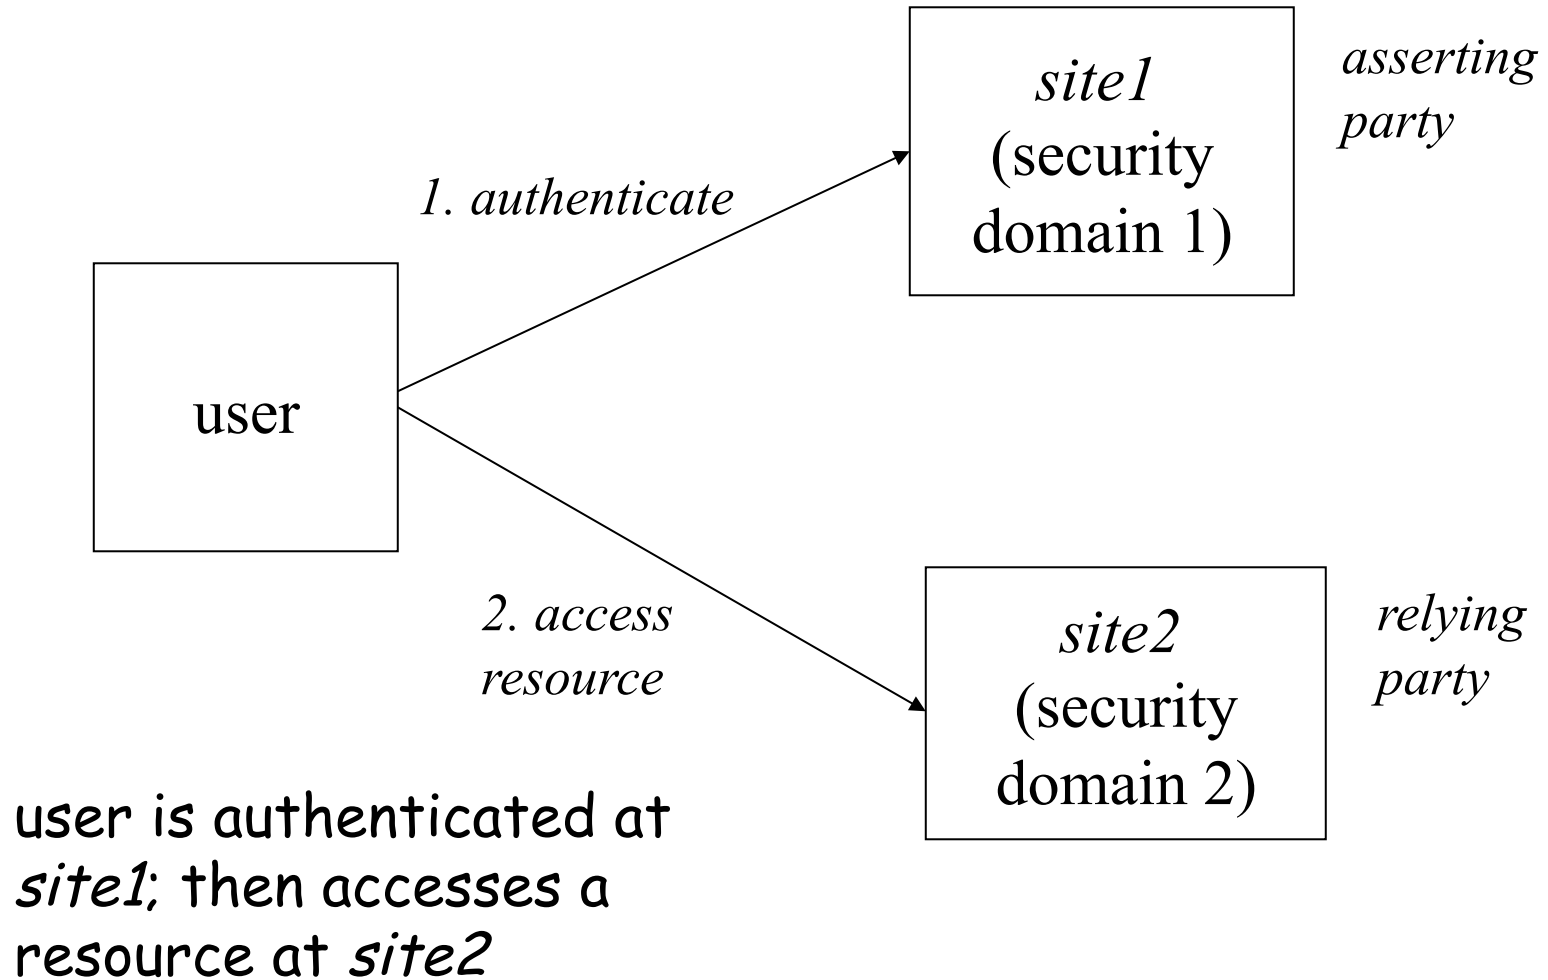 site1
(security
domain 1)
asserting
party
1. authenticate
user
2. access
resource
site2
(security
domain 2)
relying
party
user is authenticated at
site1; then accesses a
resource at site2